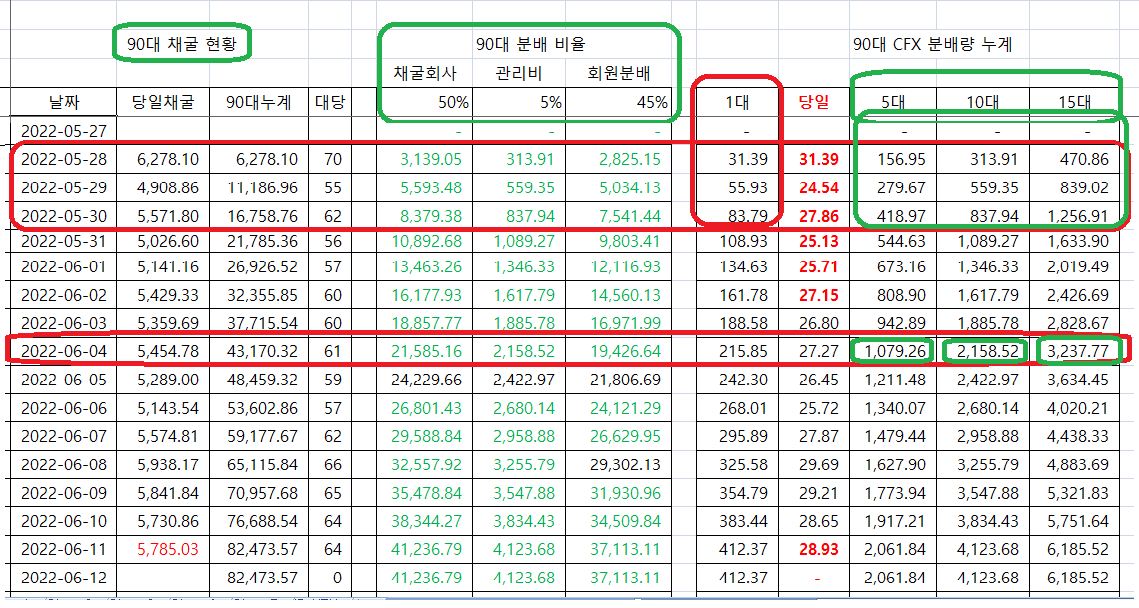 90대 채굴 현황 90대 분배 비율 90대 CFX 분배량 누계
채굴회사 관리비 회원분배
날짜 당일채굴 90대누계 대당 50% 5% 45% 1대 당일 5대 10대 15대
2022-05-27 - - - - - - -
2022-05-28 6,278.10 6,278.10 70 3,139.05 313.91 2,825.15 31.39 31.39 156.95 313.91 470.86
2022-05-29 4,908.86 11,186.96 55 5,593.48 559.35 5,034.13 55.93 24.54 279.67 559.35 839.02
2022-05-30 5,571.80 16,758.76 62 8,379.38 837.94 7,541.44 83.79 27.86 418.97 837.94 1,256.91
2022-05-31 5,026.60 21,785.36 56 10,892.68 1,089.27 9,803.41 108.93 25.13 544.63 1,089.27 1,633.90
2022-06-01 5,141.16 26,926.52 57 13,463.26 1,346.33 12,116.93 134.63 25.71 673.16 1,346.33 2,019.49
2022-06-02 5,429.33 32,355.85 60 16,177.93 1,617.79 14,560.13 161.78 27.15 808.90 1,617.79 2,426.69
2022-06-03 5,359.69 37,715.54 60 18,857.77 1,885.78 16,971.99 188.58 26.80 942.89 1,885.78 2,828.67
2022-06-04 5,454.78 43,170.32 61 21,585.16 2,158.52 19,426.64 215.85 27.27 1,079.26 2,158.52 3,237.77
2022-06-05 5,289.00 48,459.32 59 24,229.66 2,422.97 21,806.69 242.30 26.45 1,211.48 2,422.97 3,634.45
2022-06-06 5,143.54 53,602.86 57 26,801.43 2,680.14 24,121.29 268.01 25.72 1,340.07 2,680.14 4,020.21
2022-06-07 5,574.81 59,177.67 62 29,588.84 2,958.88 26,629.95 295.89 27.87 1,479.44 2,958.88 4,438.33
2022-06-08 5,938.17 65,115.84 66 32,557.92 3,255.79 29,302.13 325.58 29.69 1,627.90 3,255.79 4,883.69
2022-06-09 5,841.84 70,957.68 65 35,478.84 3,547.88 31,930.96 354.79 29.21 1,773.94 3,547.88 5,321.83
2022-06-10 5,730.86 76,688.54 64 38,344.27 3,834.43 34,509.84 383.44 28.65 1,917.21 3,834.43 5,751.64
2022-06-11 5,785.03 82,473.57 64 41,236.79 4,123.68 37,113.11 412.37 28.93 2,061.84 4,123.68 6,185.52
2022-06-12 82,473.57 0 41,236.79 4,123.68 37,113.11 412.37 - 2,061.84 4,123.68 6,185.52